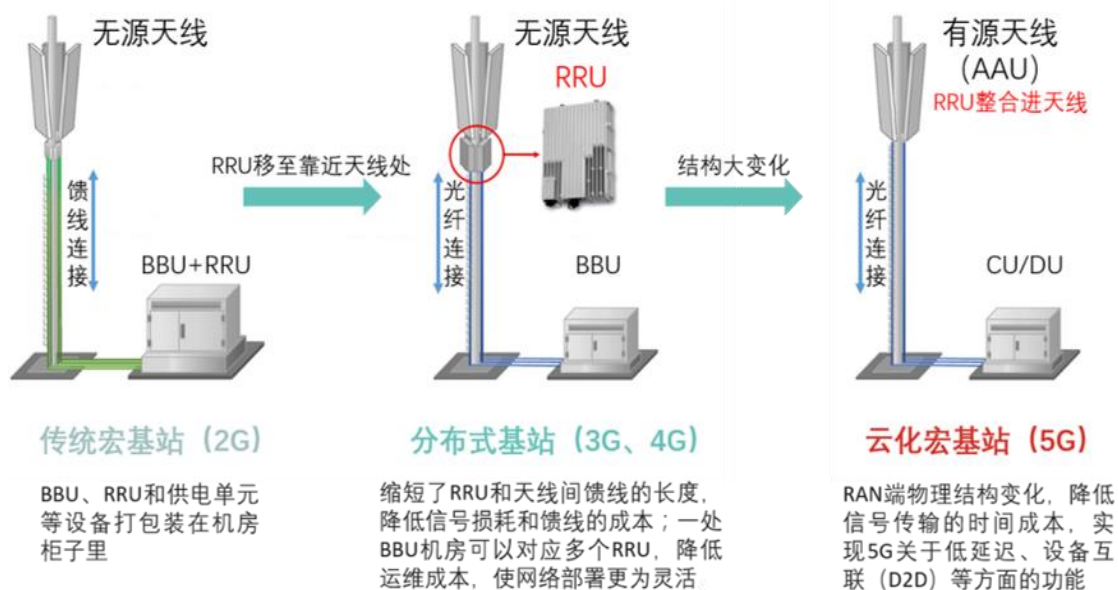 无源天线
馈线连接
BBU+RRU
RRU移至靠近天线处
无源天线
RRU
光纤连接
BBU
结构大变化
有源天线
(AAU)
RRU整合进天线
光纤连接
CU/DU
传统宏基站（2G）
BBU、RRU和供电单元
等设备打包装在机房
柜子里
分布式基站（3G、4G）
缩短了RRU和天线间馈线的长度，
降低信号损耗和馈线的成本；一处
BBU机房可以对应多个RRU，降低
运维成本，使网络部署更为灵活
云化宏基站（5G）
RAN端物理结构变化，降低
信号传输的时间成本，实
现5G关于低延迟、设备互
联（D2D）等方面的功能